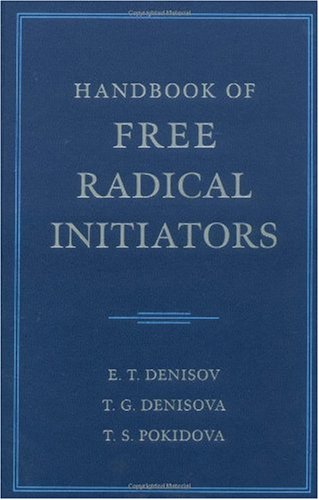 HANDBOOK OF
FREE
RADICAL
INITIATORS
E. T. DENISOV
T. G. DENISOVA
T. S. POKIDOVA